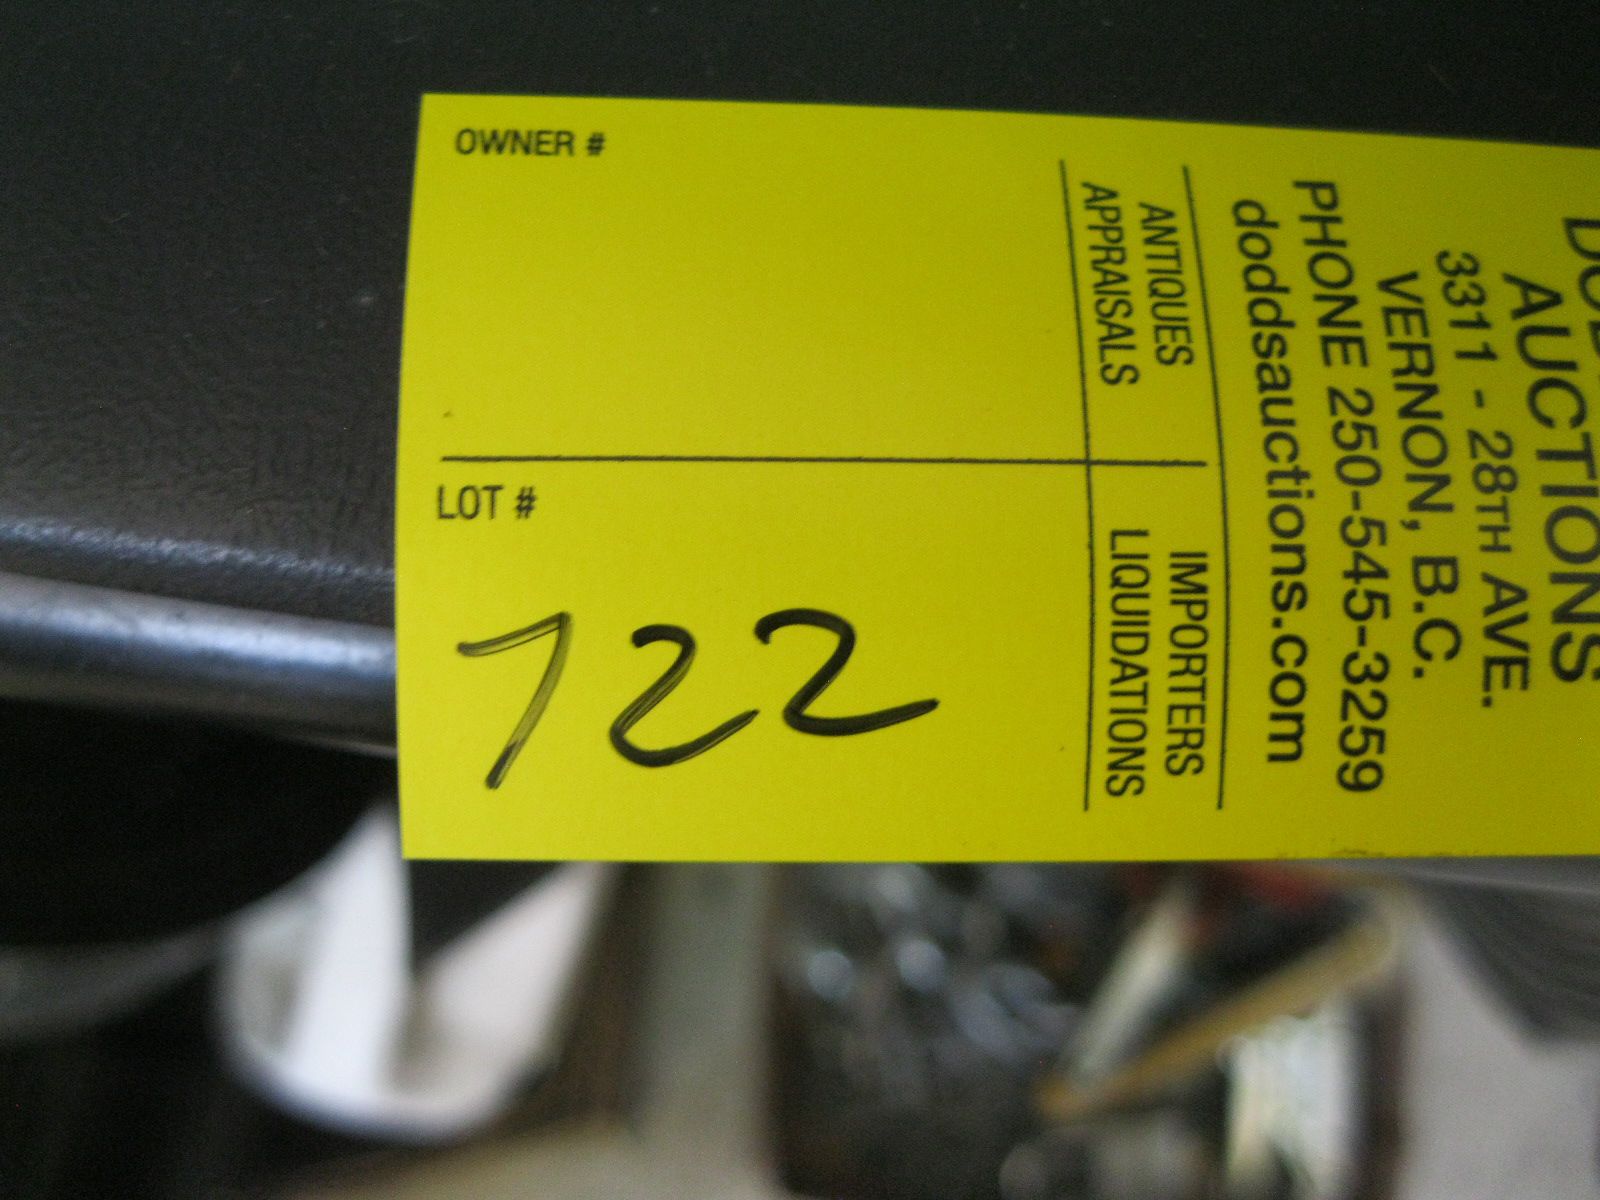 OWNER #
LOT #
722
AUCTIONS
3311 - 28TH AVE.
VERNON, B.C.
PHONE 250-545-3259
doddsauctions.com
ANTIQUES IMPORTERS
APPRAISALS LIQUIDATIONS